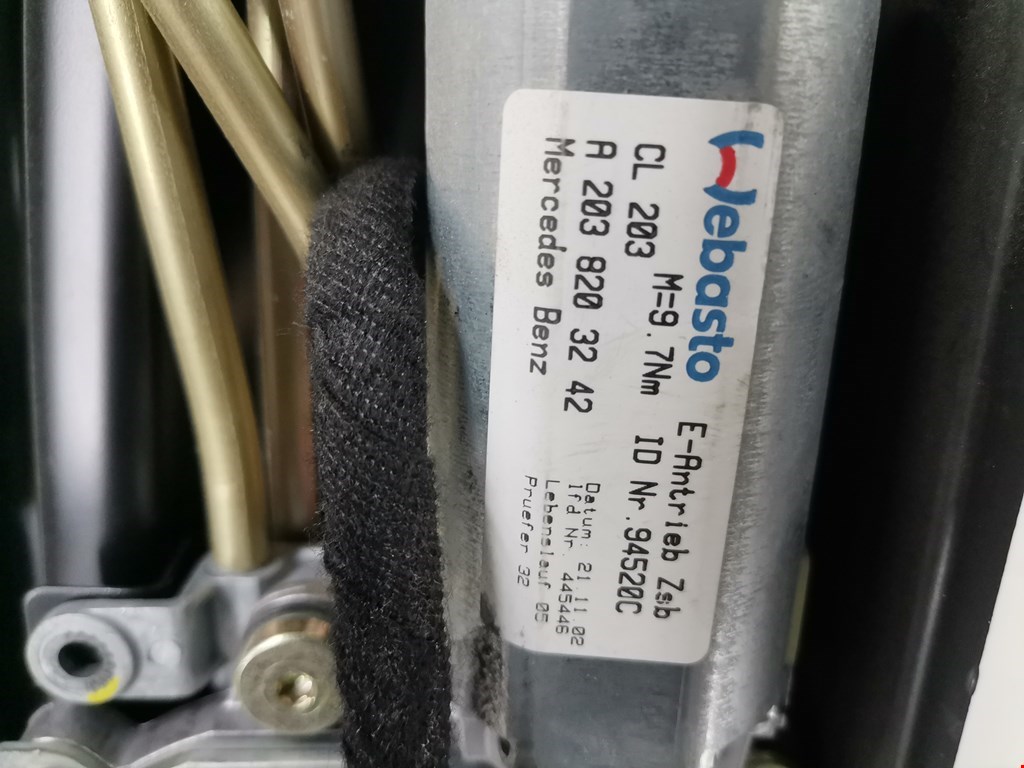 Webasto
E-Antrieb Zsb
CL 203 M=9.7Nm ID Nr.94520C
A 203 820 32 42
Mercedes Benz
Datum: 21.11.02
lfd Nr. 445446
Lebenslauf 05
Pruefer 32